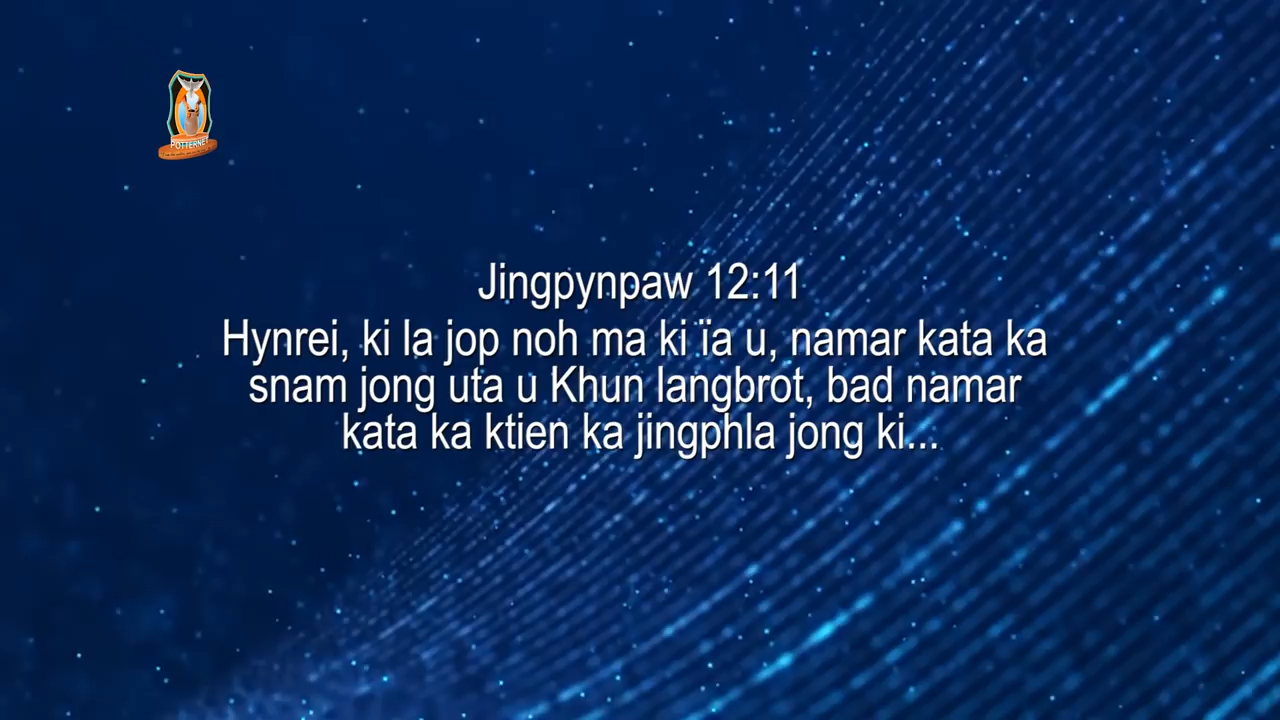 POTTERNET
Jingpynpaw 12:11
Hynrei, ki la jop noh ma ki ïa u, namar kata ka
snam jong uta u Khun langbrot, bad namar
kata ka ktien ka jingphla jong ki...